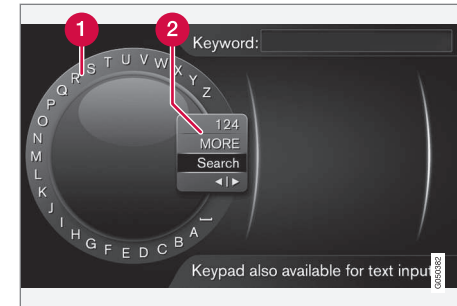 1
2
Keyword:
A B C D E F G H I J K L M N O P Q R S T U V W X Y Z
124
MORE
Search
◄|►
Keypad also available for text input
G050382